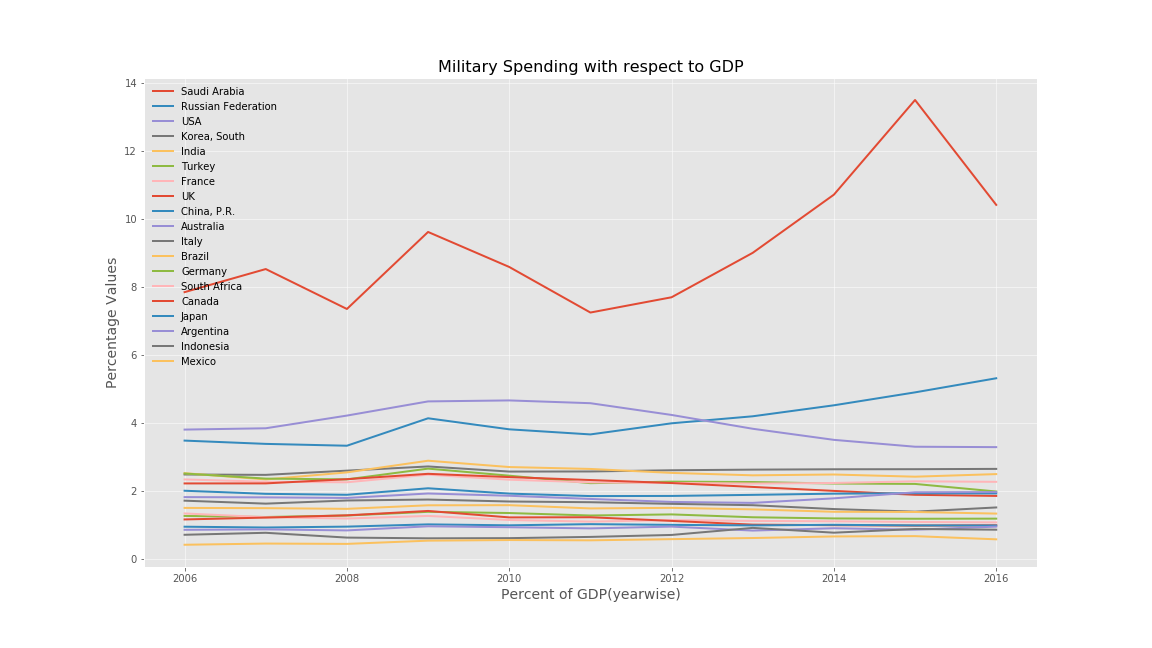 Military Spending with respect to GDP
14
12
10
8
6
4
2
0
Percentage Values
Saudi Arabia
Russian Federation
USA
Korea, South
India
Turkey
France
UK
China, P.R.
Australia
Italy
Brazil
Germany
South Africa
Canada
Japan
Argentina
Indonesia
Mexico
2006 2008 2010 2012 2014 2016
Percent of GDP(yearwise)